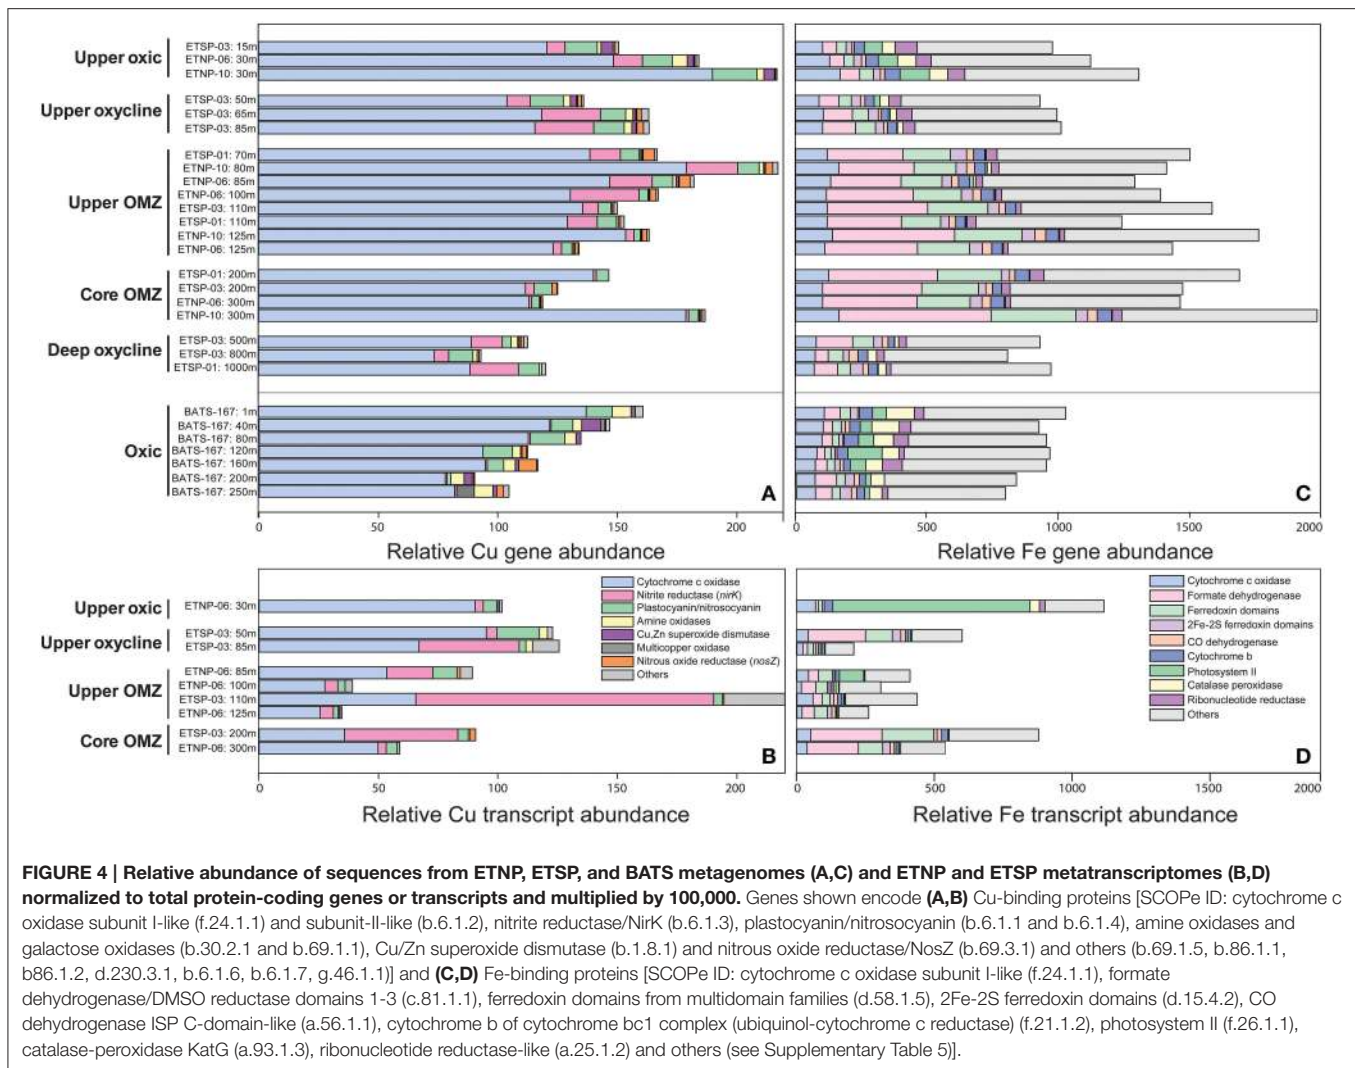 Upper oxic
ETSP-03: 15m
ETNP-06: 30m
ETNP-10: 30m
Upper oxycline
ETSP-03: 50m
ETSP-03: 65m
ETSP-03: 85m
Upper OMZ
ETSP-01: 70m
ETNP-10: 80m
ETNP-06: 85m
ETNP-06: 100m
ETSP-03: 110m
ETSP-01: 110m
ETNP-10: 125m
ETNP-06: 125m
Core OMZ
ETSP-01: 200m
ETSP-03: 200m
ETNP-06: 300m
ETNP-10: 300m
Deep oxycline
ETSP-03: 500m
ETSP-03: 800m
ETSP-01: 1000m
Oxic
BATS-167: 1m
BATS-167: 40m
BATS-167: 80m
BATS-167: 120m
BATS-167: 160m
BATS-167: 200m
BATS-167: 250m
A
0 50 100 150 200
Relative Cu gene abundance
C
0 500 1000 1500 2000
Relative Fe gene abundance
Upper oxic
ETNP-06: 30m
Upper oxycline
ETSP-03: 50m
ETSP-03: 85m
Upper OMZ
ETNP-06: 85m
ETNP-06: 100m
ETSP-03: 110m
ETNP-06: 125m
Core OMZ
ETSP-03: 200m
ETNP-06: 300m
Cytochrome c oxidase
Nitrite reductase (nirK)
Plastocyanin/nitrosocyanin
Amine oxidases
Cu,Zn superoxide dismutase
Multicopper oxidase
Nitrous oxide reductase (nosZ)
Others
B
0 50 100 150 200
Relative Cu transcript abundance
Cytochrome c oxidase
Formate dehydrogenase
Ferredoxin domains
2Fe-2S ferredoxin domains
CO dehydrogenase
Cytochrome b
Photosystem II
Catalase peroxidase
Ribonucleotide reductase
Others
D
0 500 1000 1500 2000
Relative Fe transcript abundance
FIGURE 4 | Relative abundance of sequences from ETNP, ETSP, and BATS metagenomes (A,C) and ETNP and ETSP metatranscriptomes (B,D)
normalized to total protein-coding genes or transcripts and multiplied by 100,000. Genes shown encode (A,B) Cu-binding proteins [SCOPe ID: cytochrome c
oxidase subunit I-like (f.24.1.1) and subunit-II-like (b.6.1.2), nitrite reductase/NirK (b.6.1.3), plastocyanin/nitrosocyanin (b.6.1.1 and b.6.1.4), amine oxidases and
galactose oxidases (b.30.2.1 and b.69.1.1), Cu/Zn superoxide dismutase (b.1.8.1) and nitrous oxide reductase/NosZ (b.69.3.1) and others (b.69.1.5, b.86.1.1,
b86.1.2, d.230.3.1, b.6.1.6, b.6.1.7, g.46.1.1)] and (C,D) Fe-binding proteins [SCOPe ID: cytochrome c oxidase subunit I-like (f.24.1.1), formate
dehydrogenase/DMSO reductase domains 1-3 (c.81.1.1), ferredoxin domains from multidomain families (d.58.1.5), 2Fe-2S ferredoxin domains (d.15.4.2), CO
dehydrogenase ISP C-domain-like (a.56.1.1), cytochrome b of cytochrome bc1 complex (ubiquinol-cytochrome c reductase) (f.21.1.2), photosystem II (f.26.1.1),
catalase-peroxidase KatG (a.93.1.3), ribonucleotide reductase-like (a.25.1.2) and others (see Supplementary Table 5)].